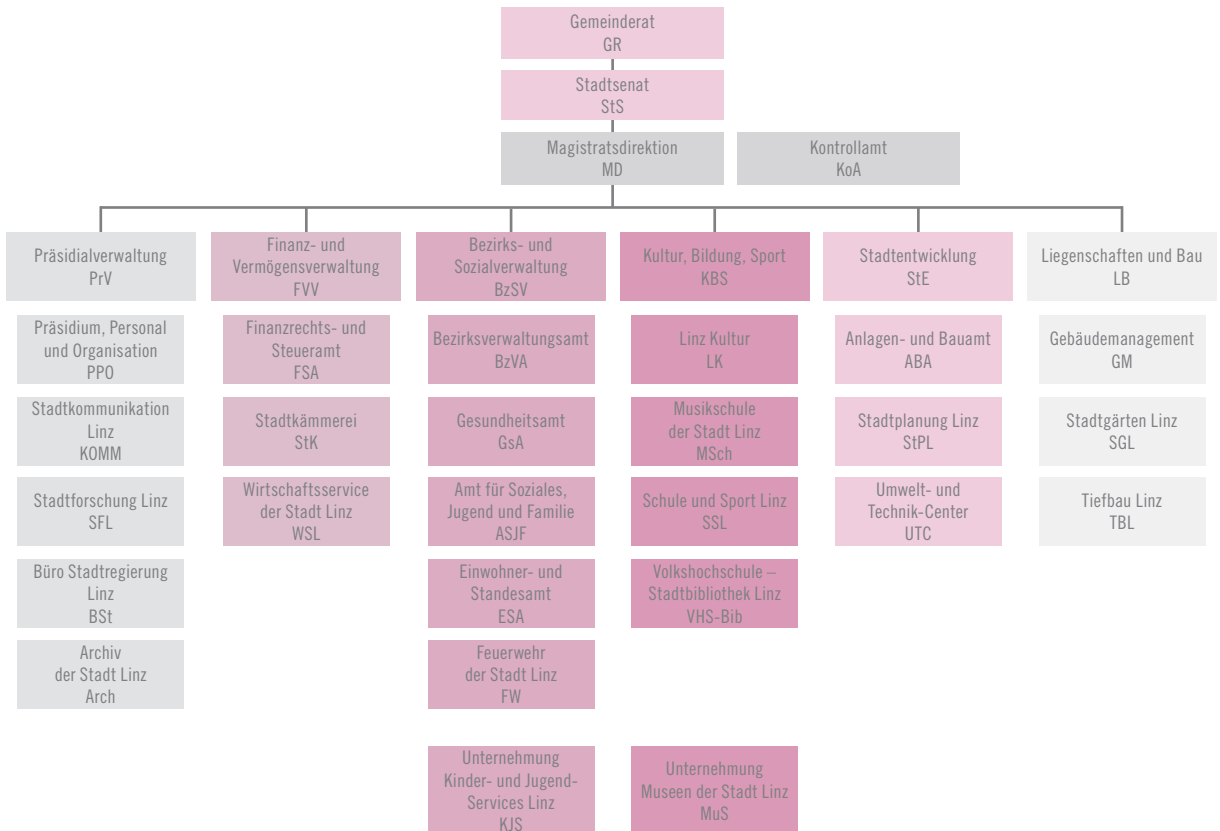 Gemeinderat
GR
Stadtsenat
StS
Magistratsdirektion
MD
Kontrollamt
KoA
Präsidialverwaltung
PrV
Finanz- und
Vermögensverwaltung
FVV
Bezirks- und
Sozialverwaltung
BzSV
Kultur, Bildung, Sport
KBS
Stadtentwicklung
StE
Liegenschaften und Bau
LB
Präsidium, Personal
und Organisation
PPO
Finanzrechts- und
Steueramt
FSA
Bezirksverwaltungsamt
BzVA
Linz Kultur
LK
Anlagen- und Bauamt
ABA
Gebäudemanagement
GM
Stadtkommunikation
Linz
KOMM
Stadtkämmerei
StK
Gesundheitsamt
GsA
Musikschule
der Stadt Linz
MSch
Stadtplanung Linz
StPL
Stadtgärten Linz
SGL
Stadtforschung Linz
SFL
Wirtschaftsservice
der Stadt Linz
WSL
Amt für Soziales,
Jugend und Familie
ASJF
Schule und Sport Linz
SSL
Umwelt- und
Technik-Center
UTC
Tiefbau Linz
TBL
Büro Stadtregierung
Linz
BSt
Einwohner- und
Standesamt
ESA
Volkshochschule –
Stadtbibliothek Linz
VHS-Bib
Archiv
der Stadt Linz
Arch
Feuerwehr
der Stadt Linz
FW
Unternehmung
Kinder- und Jugend-
Services Linz
KJS
Unternehmung
Museen der Stadt Linz
MuS